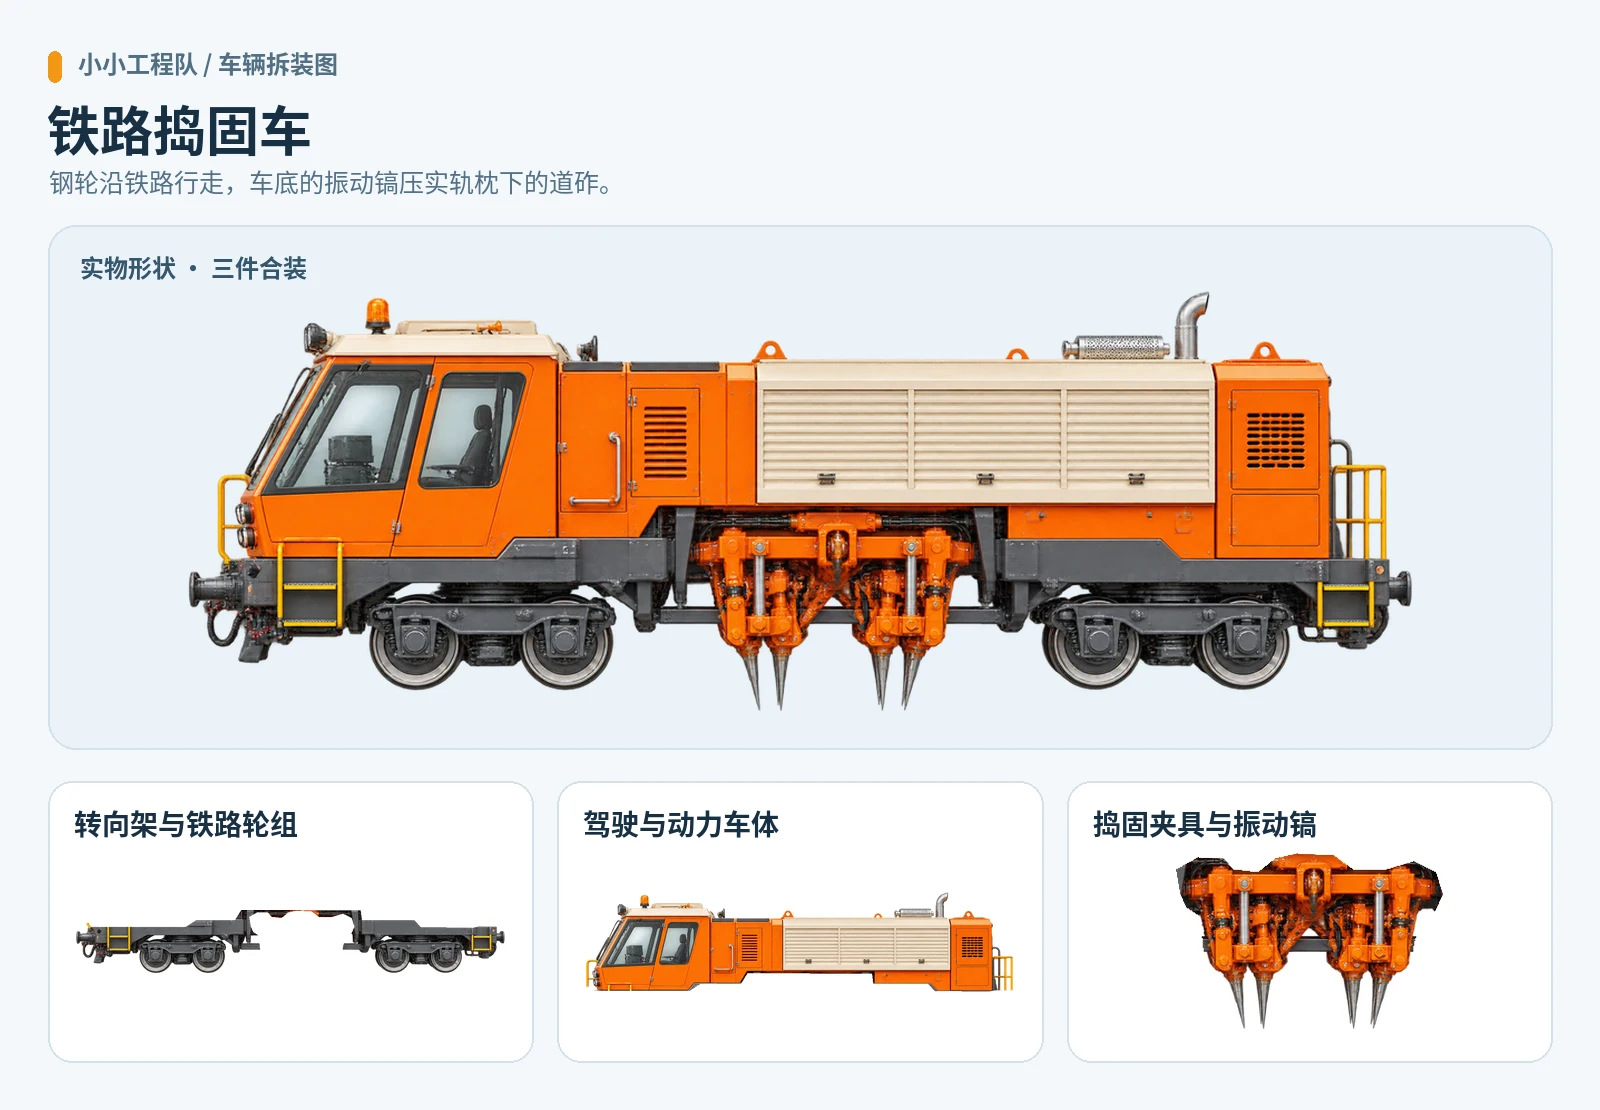 小小工程队 / 车辆拆装图
铁路捣固车
钢轮沿铁路行走，车底的振动镐压实轨枕下的道砟。
实物形状 · 三件合装
转向架与铁路轮组
驾驶与动力车体
捣固夹具与振动镐